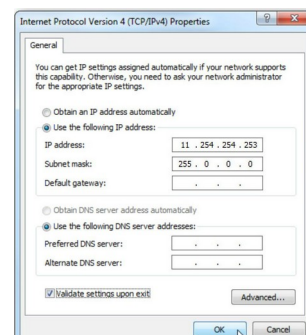 Internet Protocol Version 4 (TCP/IPv4) Properties
General
You can get IP settings assigned automatically if your network supports
this capability. Otherwise, you need to ask your network administrator
for the appropriate IP settings.
Obtain an IP address automatically
Use the following IP address:
IP address: 11 . 254 . 254 . 253
Subnet mask: 255 . 0 . 0 . 0
Default gateway: . . .
Obtain DNS server address automatically
Use the following DNS server addresses:
Preferred DNS server: . . .
Alternate DNS server: . . .
Validate settings upon exit
Advanced...
OK Cancel